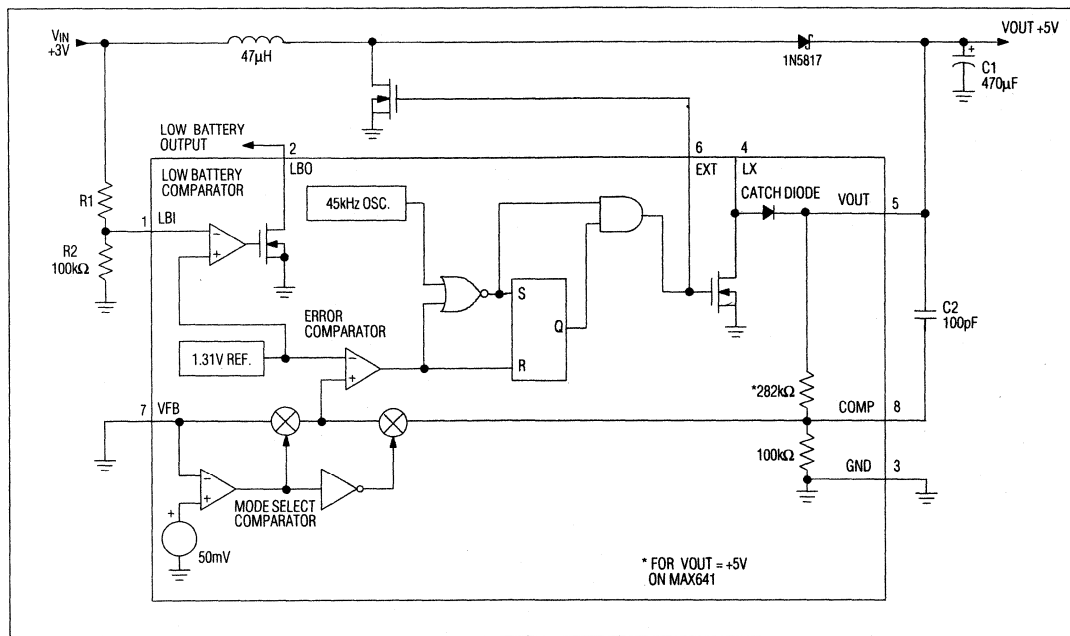 VIN
+3V
47µH
1N5817
VOUT +5V
+
C1
470µF
LOW BATTERY
OUTPUT
2
LBO
6
EXT
4
LX
LOW BATTERY
COMPARATOR
R1
1
LBI
R2
100kΩ
45kHz OSC.
CATCH DIODE
VOUT
5
−
+
ERROR
COMPARATOR
1.31V REF.
−
+
S
Q
R
C2
100pF
*282kΩ
7
VFB
COMP
8
100kΩ
GND
3
−
+
+
MODE SELECT
COMPARATOR
50mV
* FOR VOUT = +5V
ON MAX641